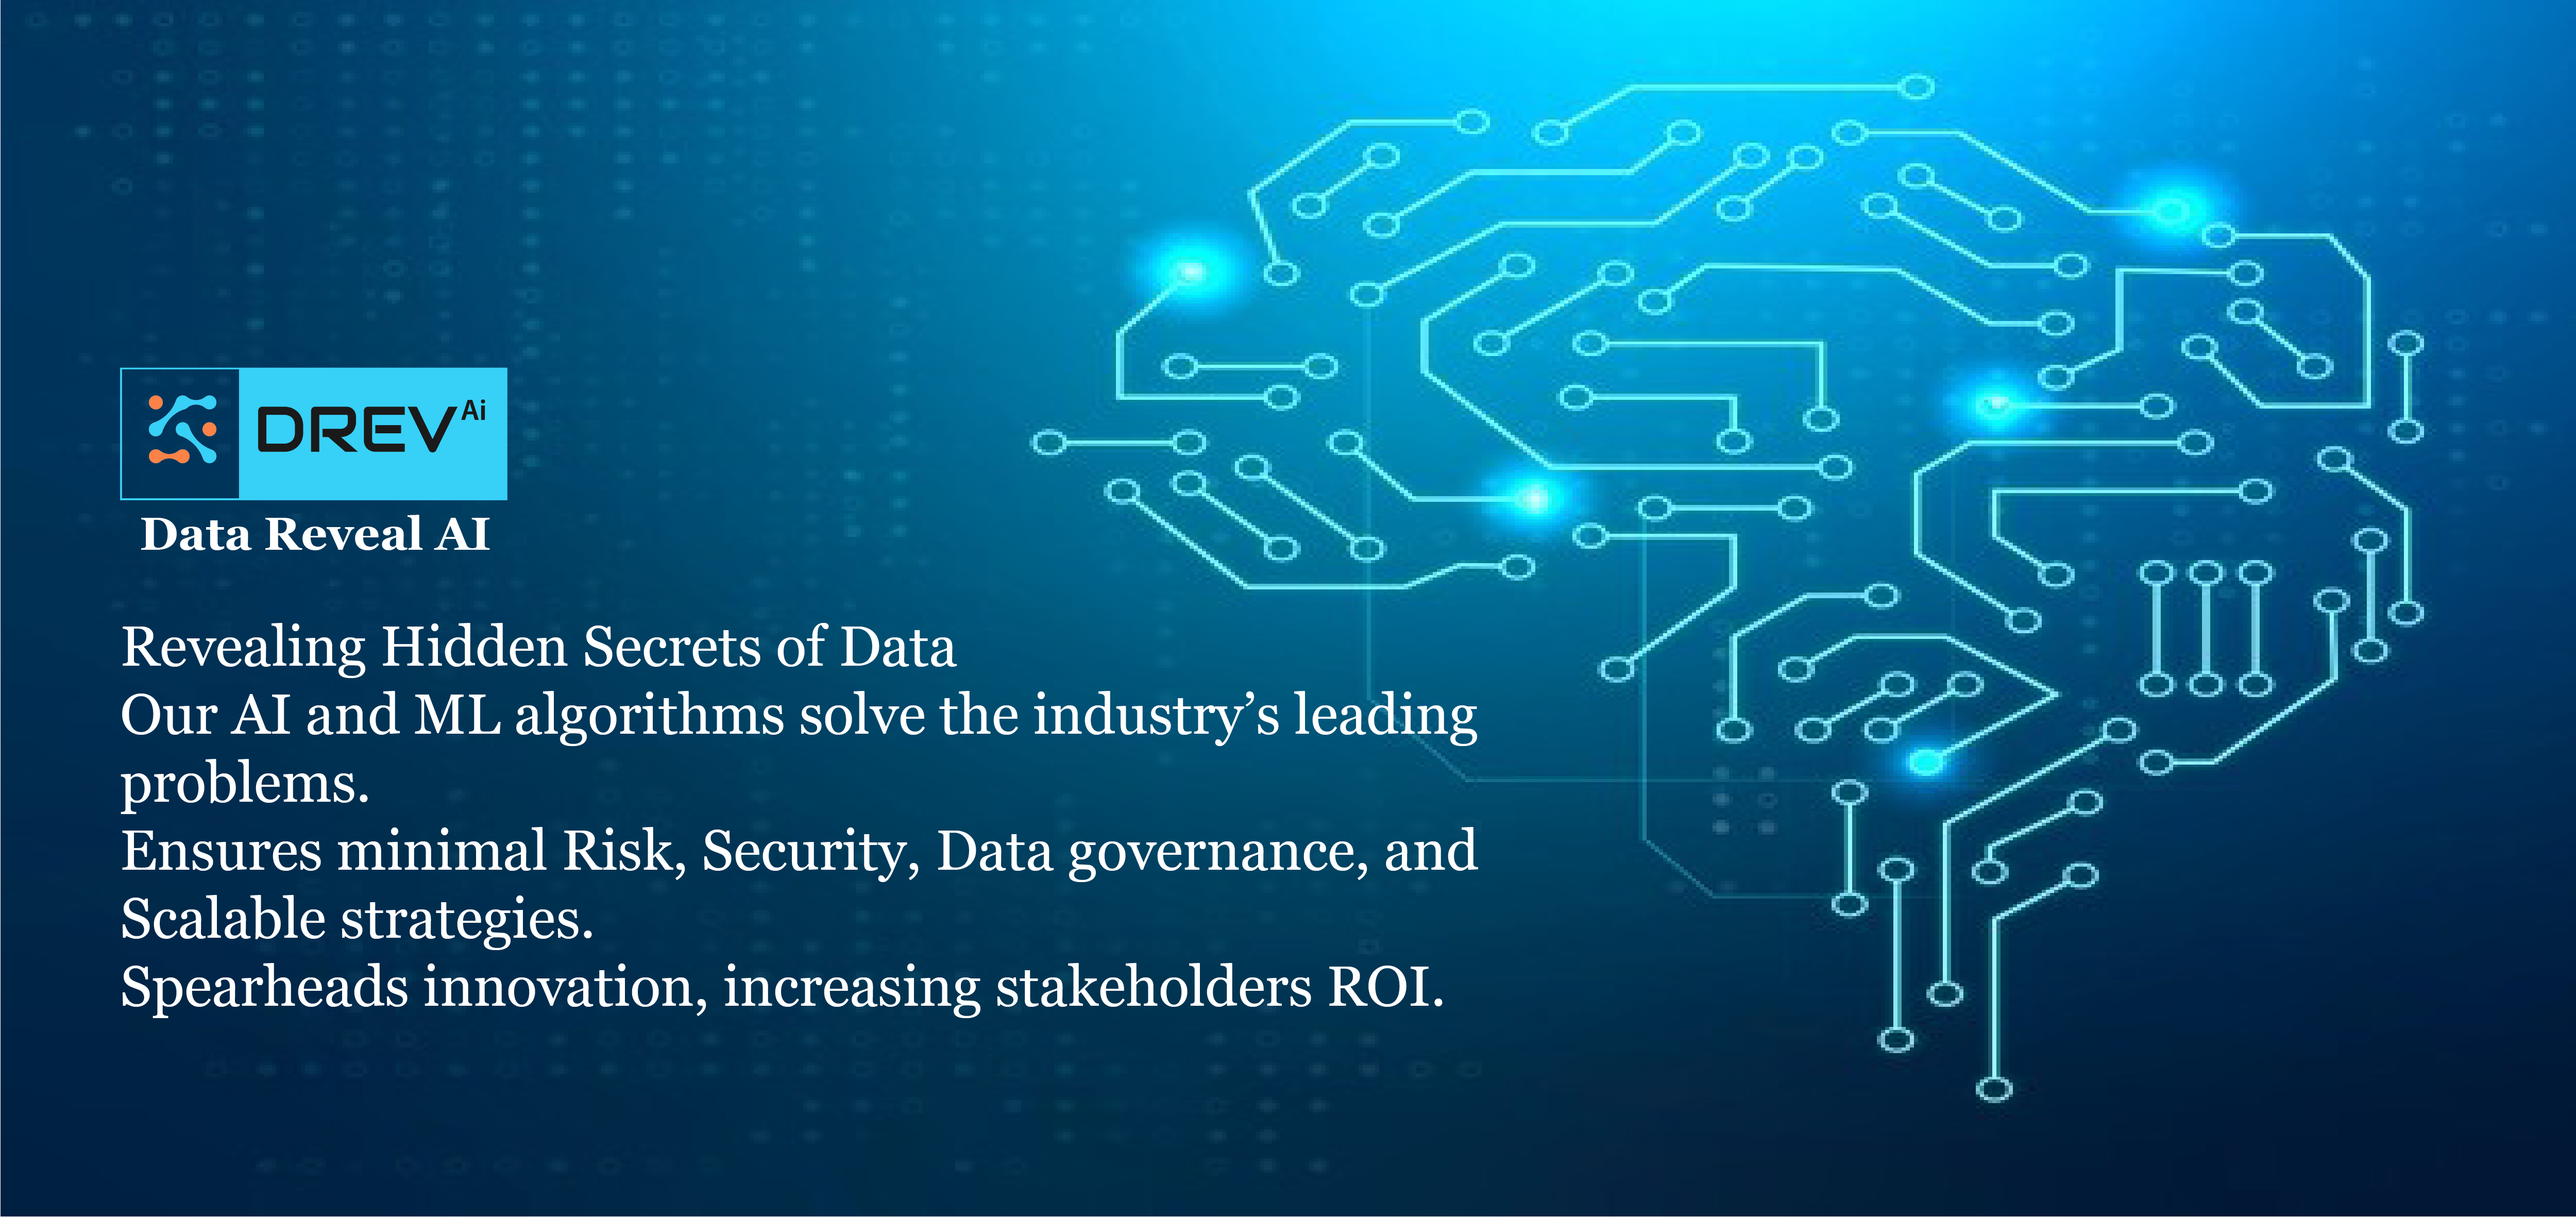 DREV Ai
Data Reveal AI
Revealing Hidden Secrets of Data
Our AI and ML algorithms solve the industry’s leading
problems.
Ensures minimal Risk, Security, Data governance, and
Scalable strategies.
Spearheads innovation, increasing stakeholders ROI.